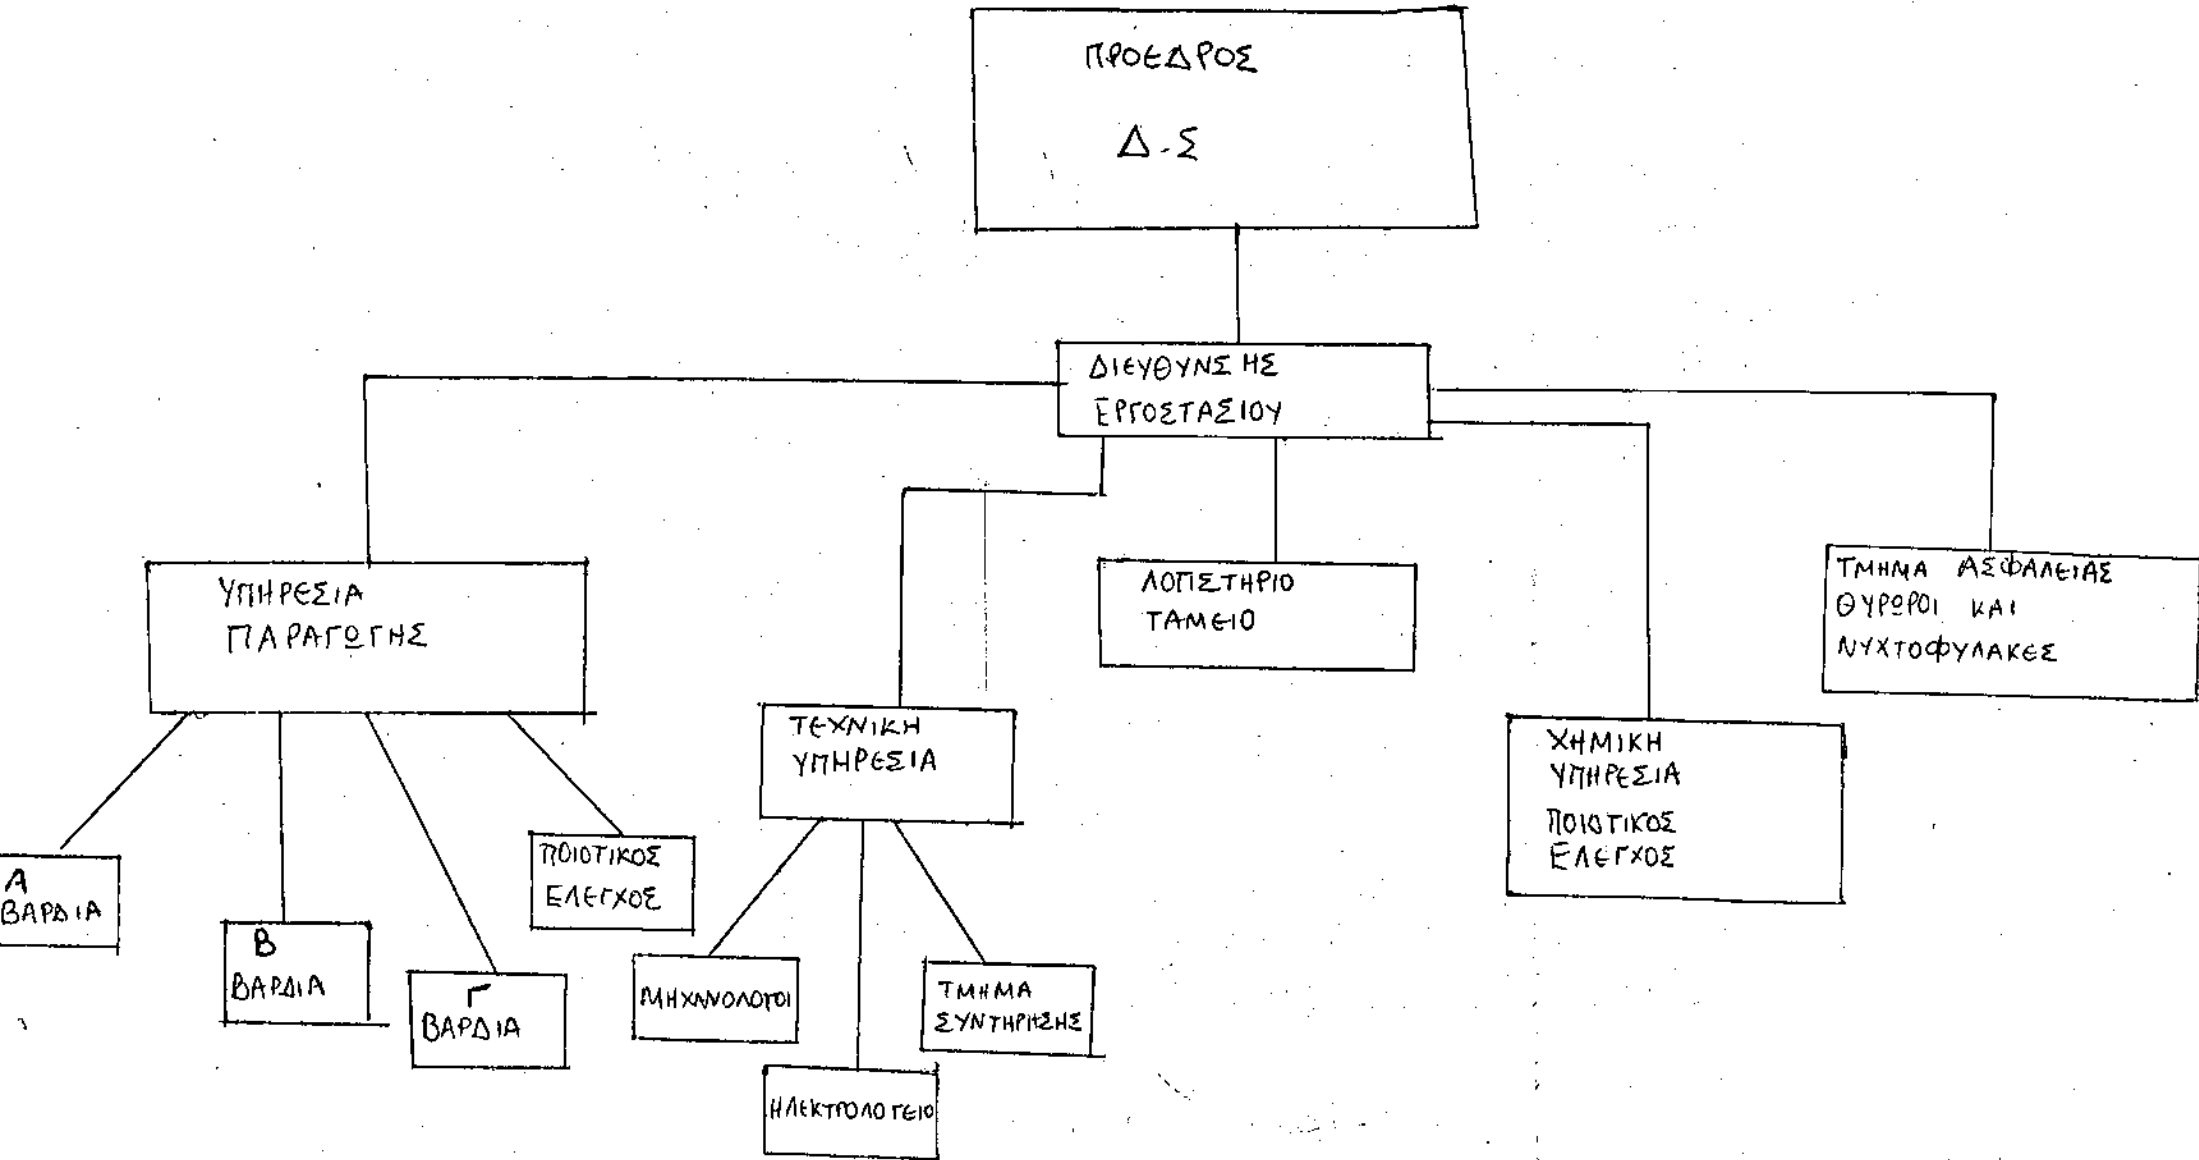 ΠΡΟΕΔΡΟΣ
Δ.Σ
ΔΙΕΥΘΥΝΣΗΣ
ΕΡΓΟΣΤΑΣΙΟΥ
ΥΠΗΡΕΣΙΑ
ΠΑΡΑΓΩΓΗΣ
ΛΟΓΙΣΤΗΡΙΟ
ΤΑΜΕΙΟ
ΤΜΗΜΑ ΑΣΦΑΛΕΙΑΣ
ΘΥΡΩΡΟΙ ΚΑΙ
ΝΥΧΤΟΦΥΛΑΚΕΣ
ΤΕΧΝΙΚΗ
ΥΠΗΡΕΣΙΑ
ΧΗΜΙΚΗ
ΥΠΗΡΕΣΙΑ
ΠΟΙΟΤΙΚΟΣ
ΕΛΕΓΧΟΣ
Α
ΒΑΡΔΙΑ
Β
ΒΑΡΔΙΑ
Γ
ΒΑΡΔΙΑ
ΠΟΙΟΤΙΚΟΣ
ΕΛΕΓΧΟΣ
ΜΗΧΑΝΟΛΟΓΟΙ
ΗΛΕΚΤΡΟΛΟΓΕΙΟ
ΤΜΗΜΑ
ΣΥΝΤΗΡΗΣΗΣ